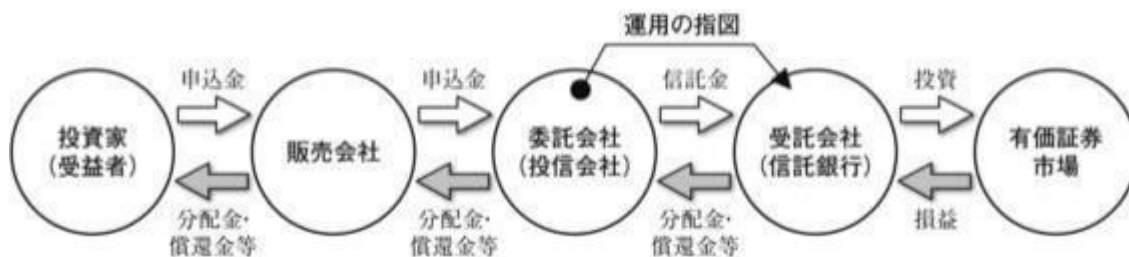 運用の指図
申込金
申込金
信託金
投資
投資家
(受益者)
販売会社
委託会社
(投信会社)
受託会社
(信託銀行)
有価証券
市場
分配金・
償還金等
分配金・
償還金等
分配金・
償還金等
損益